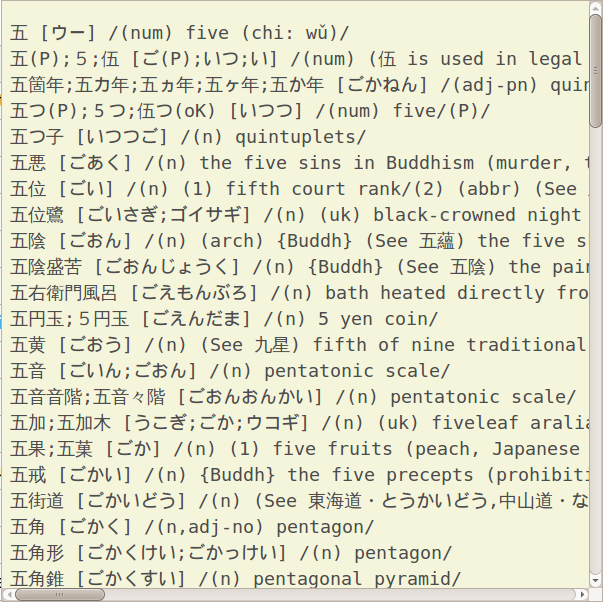 五 [ウー] /(num) five (chi: wǔ)/
五(P);５;伍 [ご(P);いつ;い] /(num) (伍 is used in legal
五箇年;五カ年;五ヵ年;五ヶ年;五か年 [ごかねん] /(adj-pn) quin
五つ(P);５つ;伍つ(oK) [いつつ] /(num) five/(P)/
五つ子 [いつつご] /(n) quintuplets/
五悪 [ごあく] /(n) the five sins in Buddhism (murder, t
五位 [ごい] /(n) (1) fifth court rank/(2) (abbr) (See
五位鷺 [ごいさぎ;ゴイサギ] /(n) (uk) black-crowned night
五陰 [ごおん] /(n) (arch) {Buddh} (See 五蘊) the five s
五陰盛苦 [ごおんじょうく] /(n) {Buddh} (See 五陰) the pain
五右衛門風呂 [ごえもんぶろ] /(n) bath heated directly fro
五円玉;５円玉 [ごえんだま] /(n) 5 yen coin/
五黄 [ごおう] /(n) (See 九星) fifth of nine traditional
五音 [ごいん;ごおん] /(n) pentatonic scale/
五音音階;五音々階 [ごおんおんかい] /(n) pentatonic scale/
五加;五加木 [うこぎ;ごか;ウコギ] /(n) (uk) fiveleaf aralia
五果;五菓 [ごか] /(n) (1) five fruits (peach, Japanese
五戒 [ごかい] /(n) {Buddh} the five precepts (prohibiti
五街道 [ごかいどう] /(n) (See 東海道・とうかいどう,中山道・な
五角 [ごかく] /(n,adj-no) pentagon/
五角形 [ごかくけい;ごかっけい] /(n) pentagon/
五角錐 [ごかくすい] /(n) pentagonal pyramid/